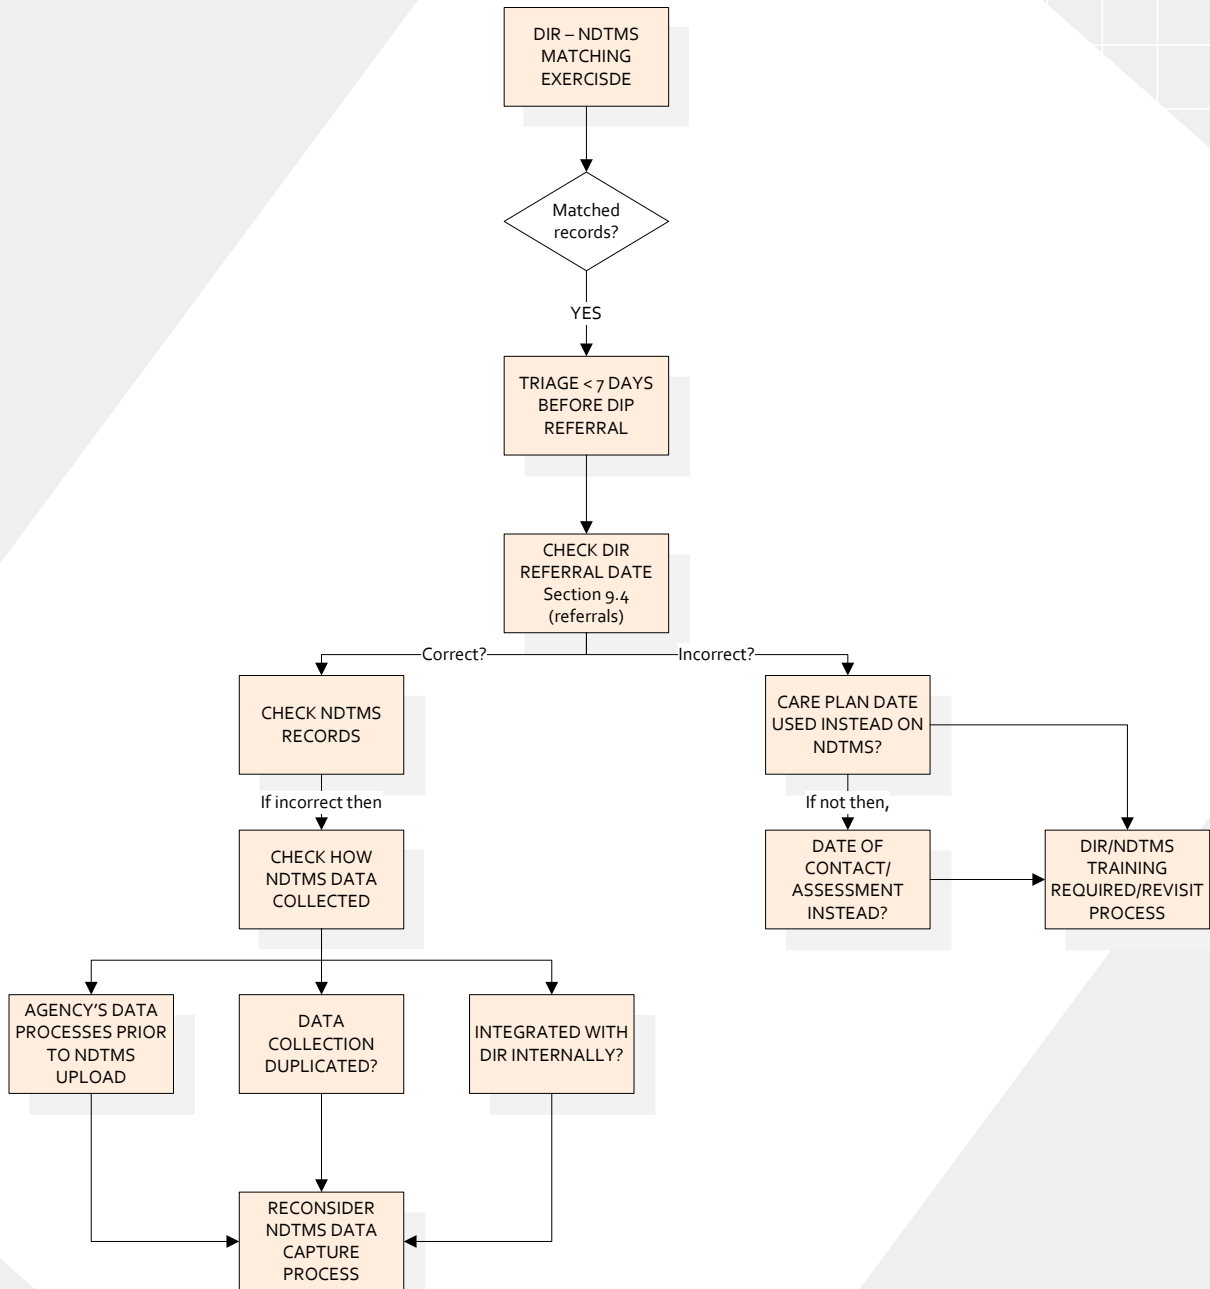 DIR – NDTMS
MATCHING
EXERCISDE
Matched
records?
YES
TRIAGE < 7 DAYS
BEFORE DIP
REFERRAL
CHECK DIR
REFERRAL DATE
Section 9.4
(referrals)
Correct?
Incorrect?
CHECK NDTMS
RECORDS
CARE PLAN DATE
USED INSTEAD ON
NDTMS?
If incorrect then
If not then,
CHECK HOW
NDTMS DATA
COLLECTED
DATE OF
CONTACT/
ASSESSMENT
INSTEAD?
DIR/NDTMS
TRAINING
REQUIRED/REVISIT
PROCESS
AGENCY'S DATA
PROCESSES PRIOR
TO NDTMS
UPLOAD
DATA
COLLECTION
DUPLICATED?
INTEGRATED WITH
DIR INTERNALLY?
RECONSIDER
NDTMS DATA
CAPTURE
PROCESS